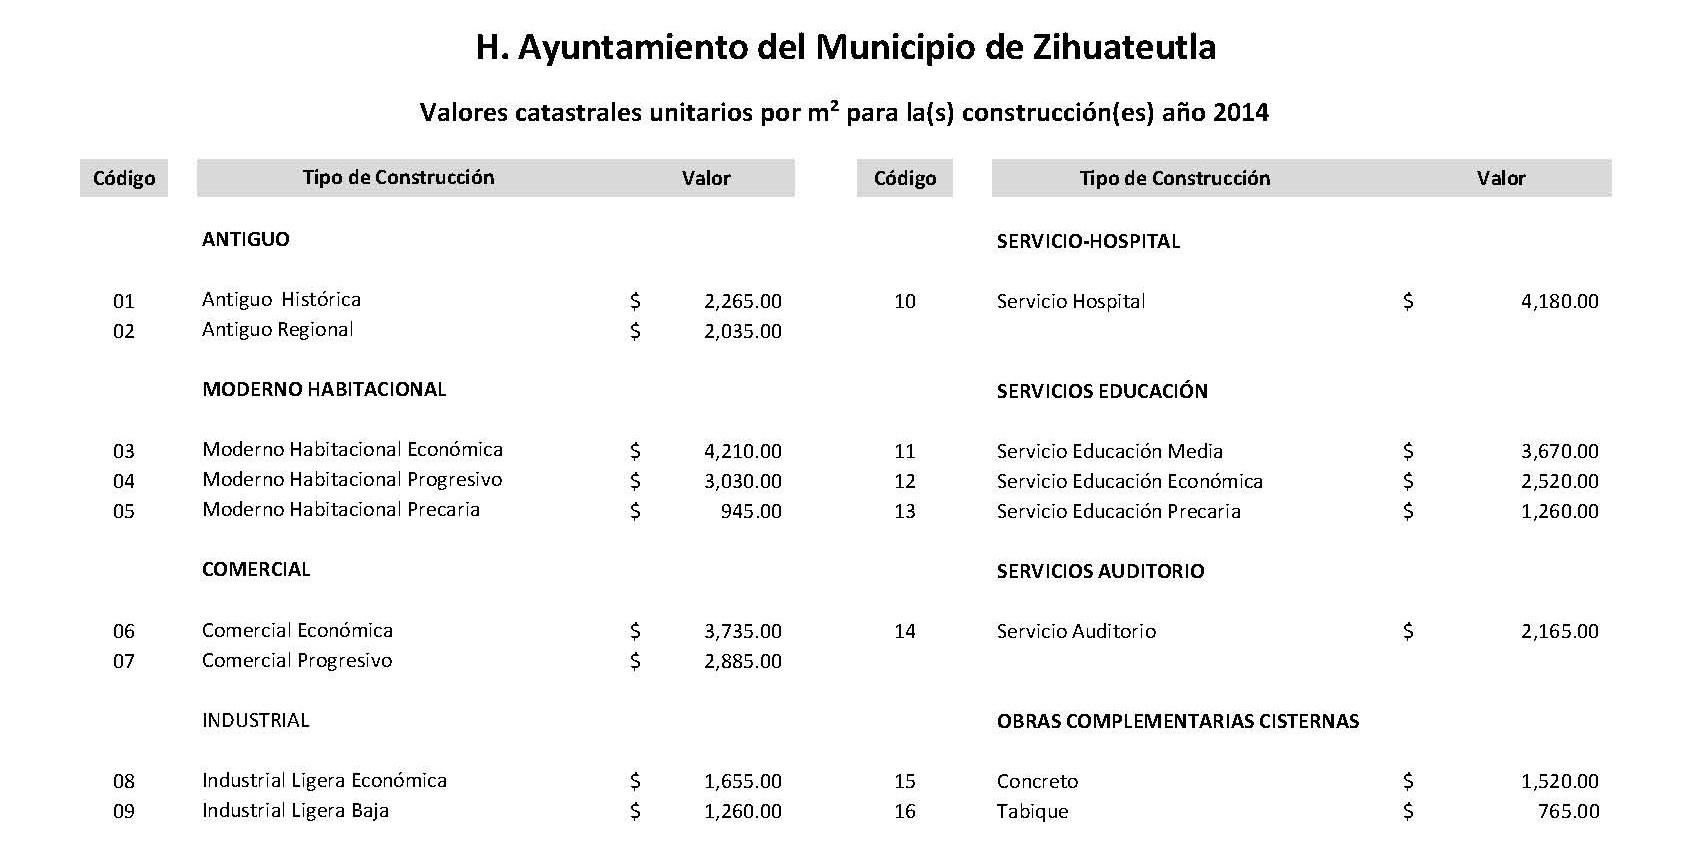 H. Ayuntamiento del Municipio de Zihuateutla
Valores catastrales unitarios por m² para la(s) construcción(es) año 2014
Código Tipo de Construcción Valor Código Tipo de Construcción Valor
ANTIGUO SERVICIO-HOSPITAL
01 Antiguo Histórica $ 2,265.00 10 Servicio Hospital $ 4,180.00
02 Antiguo Regional $ 2,035.00
MODERNO HABITACIONAL SERVICIOS EDUCACIÓN
03 Moderno Habitacional Económica $ 4,210.00 11 Servicio Educación Media $ 3,670.00
04 Moderno Habitacional Progresivo $ 3,030.00 12 Servicio Educación Económica $ 2,520.00
05 Moderno Habitacional Precaria $ 945.00 13 Servicio Educación Precaria $ 1,260.00
COMERCIAL SERVICIOS AUDITORIO
06 Comercial Económica $ 3,735.00 14 Servicio Auditorio $ 2,165.00
07 Comercial Progresivo $ 2,885.00
INDUSTRIAL OBRAS COMPLEMENTARIAS CISTERNAS
08 Industrial Ligera Económica $ 1,655.00 15 Concreto $ 1,520.00
09 Industrial Ligera Baja $ 1,260.00 16 Tabique $ 765.00